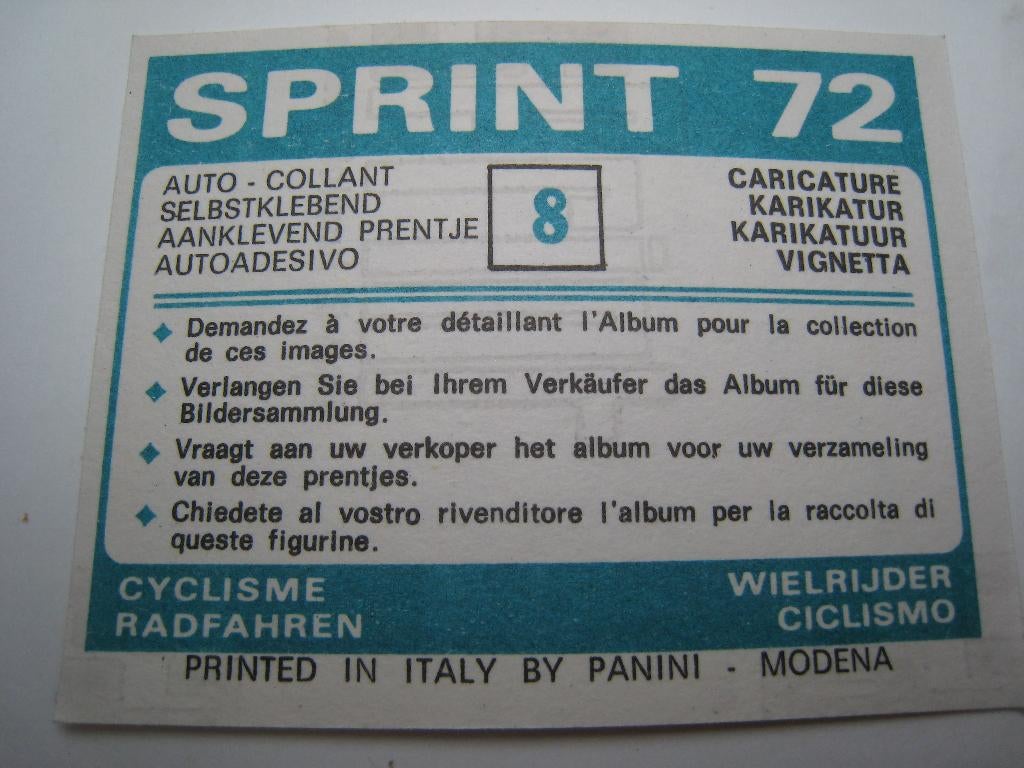 SPRINT 72
AUTO - COLLANT
SELBSTKLEBEND
AANKLEVEND PRENTJE
AUTOADESIVO
8
CARICATURE
KARIKATUR
KARIKATUUR
VIGNETTA
Demandez à votre détaillant l'Album pour la collection
de ces images.
Verlangen Sie bei Ihrem Verkäufer das Album für diese
Bildersammlung.
Vraagt aan uw verkoper het album voor uw verzameling
van deze prentjes.
Chiedete al vostro rivenditore l'album per la raccolta di
queste figurine.
CYCLISME
RADFAHREN
WIELRIJDER
CICLISMO
PRINTED IN ITALY BY PANINI - MODENA